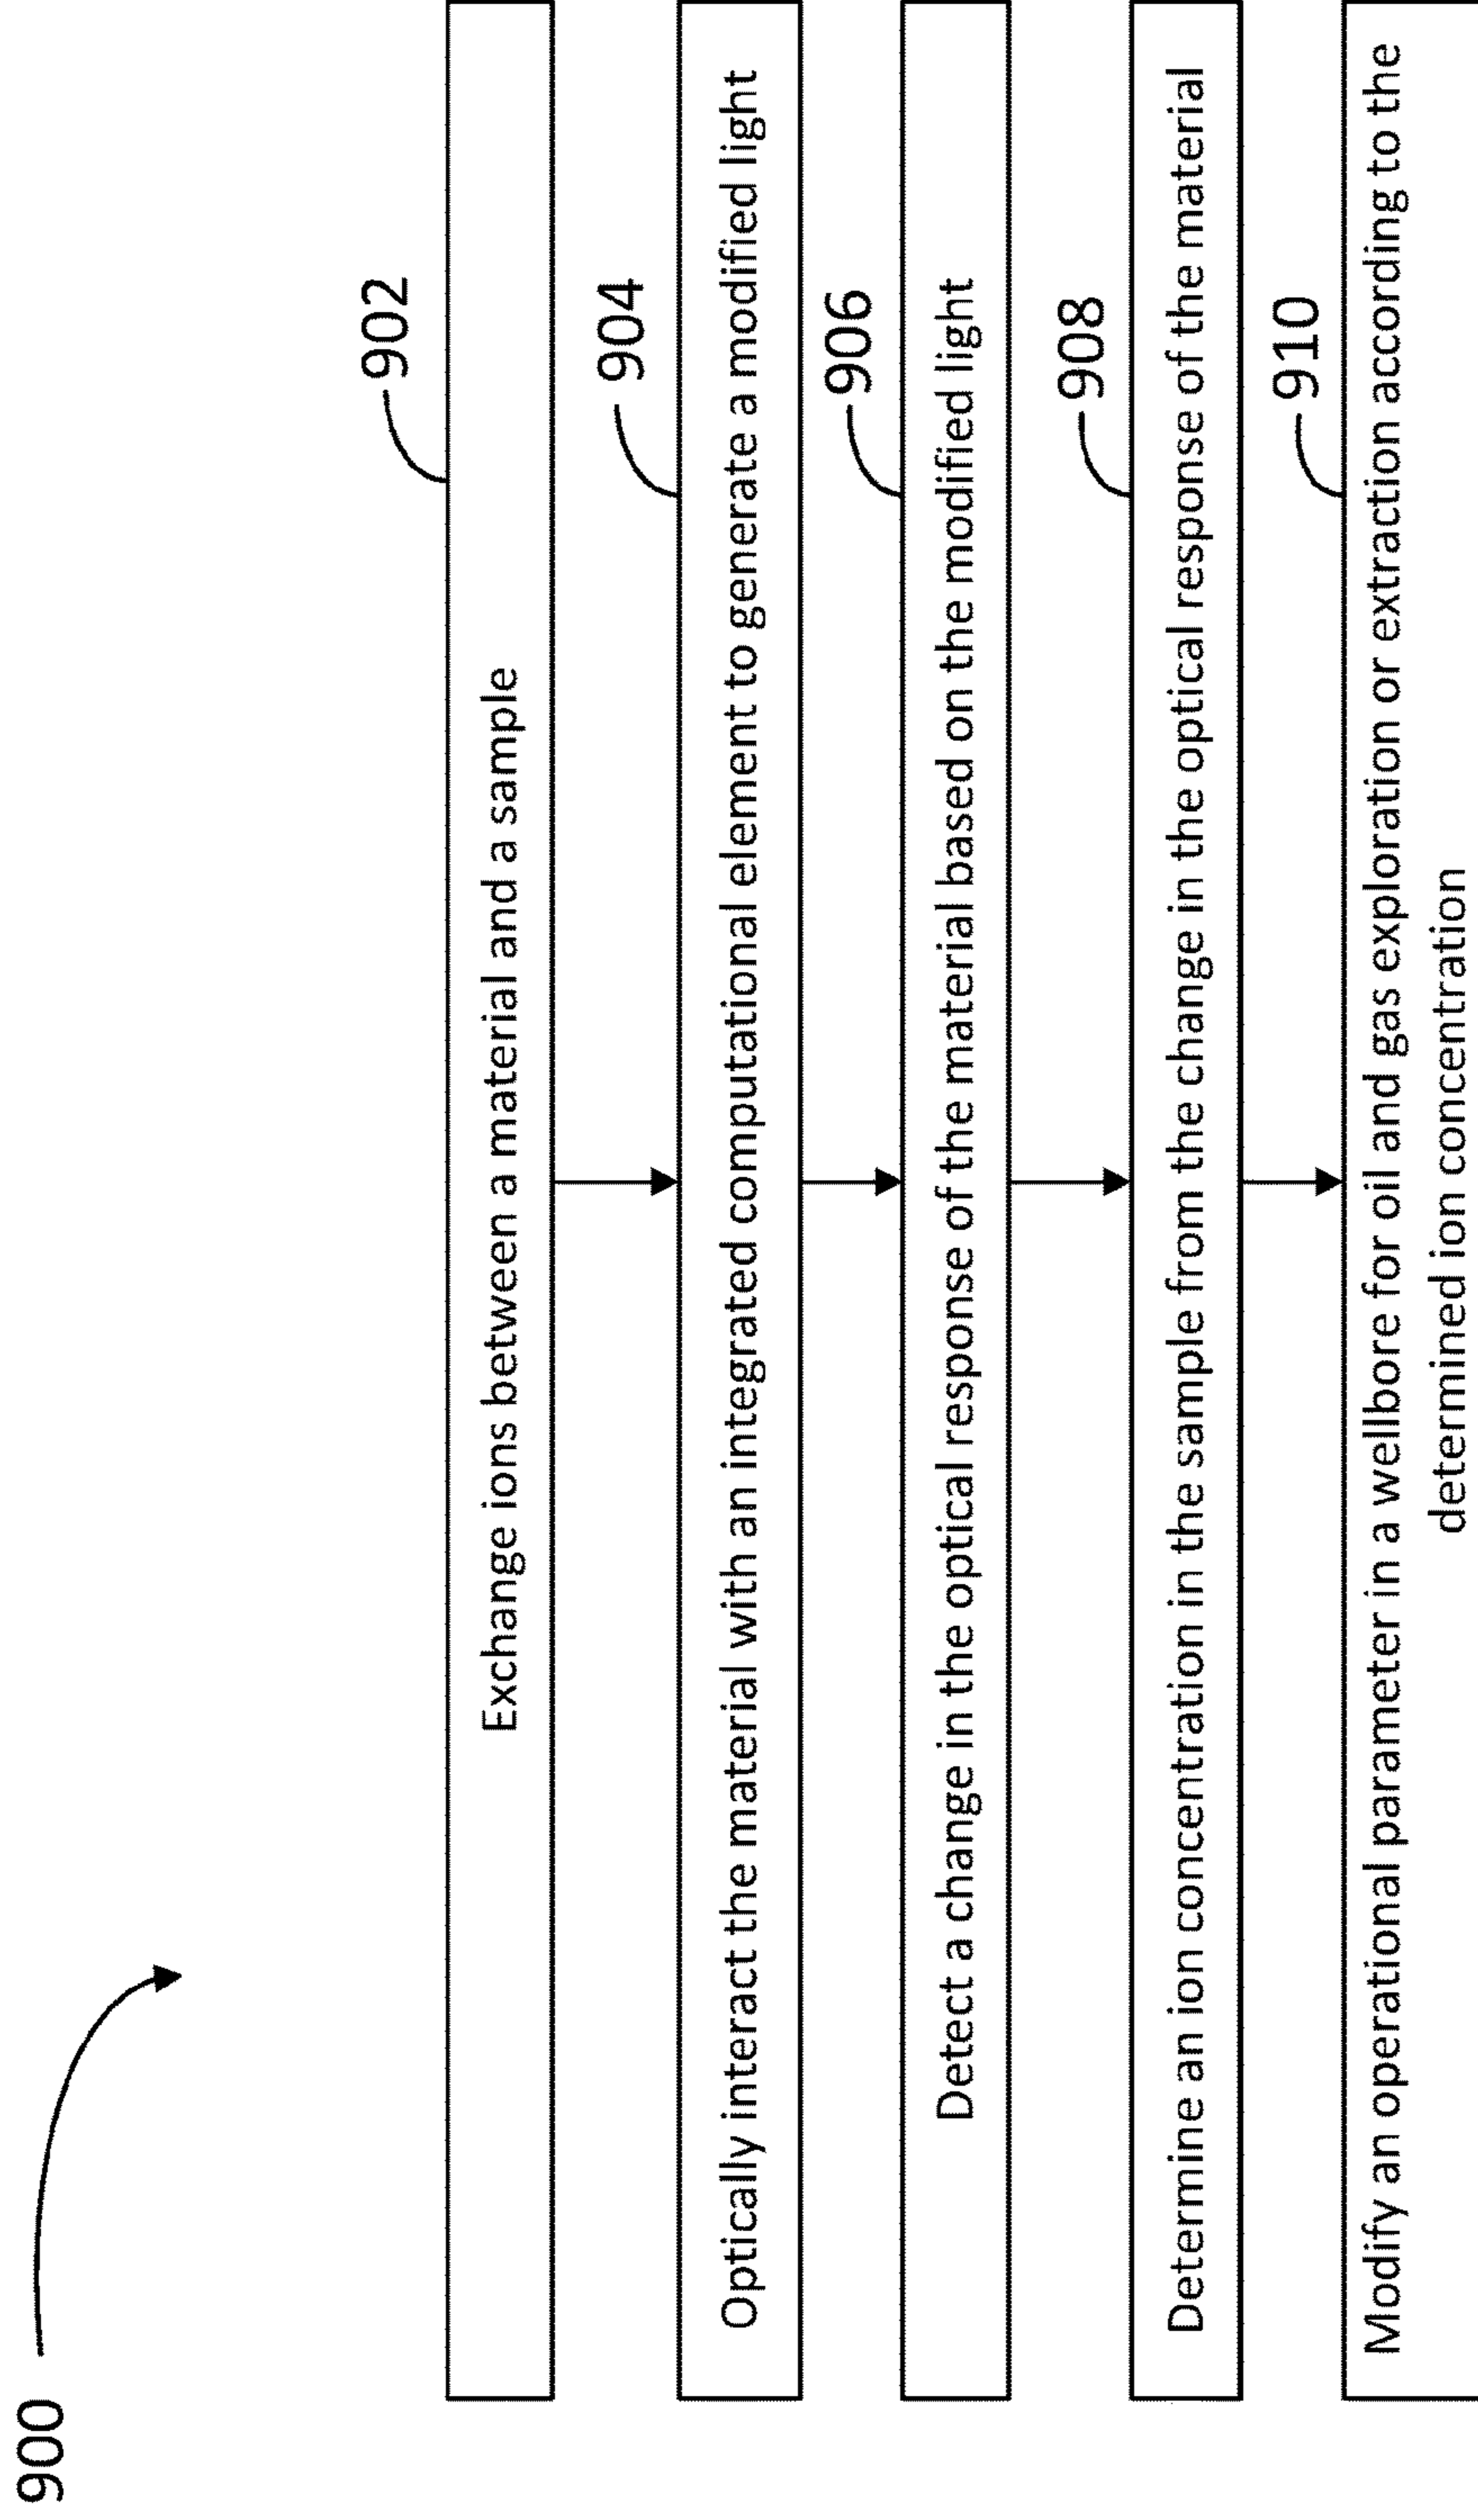 900
902
Exchange ions between a material and a sample
904
Optically interact the material with an integrated computational element to generate a modified light
906
Detect a change in the optical response of the material based on the modified light
908
Determine an ion concentration in the sample from the change in the optical response of the material
910
Modify an operational parameter in a wellbore for oil and gas exploration or extraction according to the
determined ion concentration